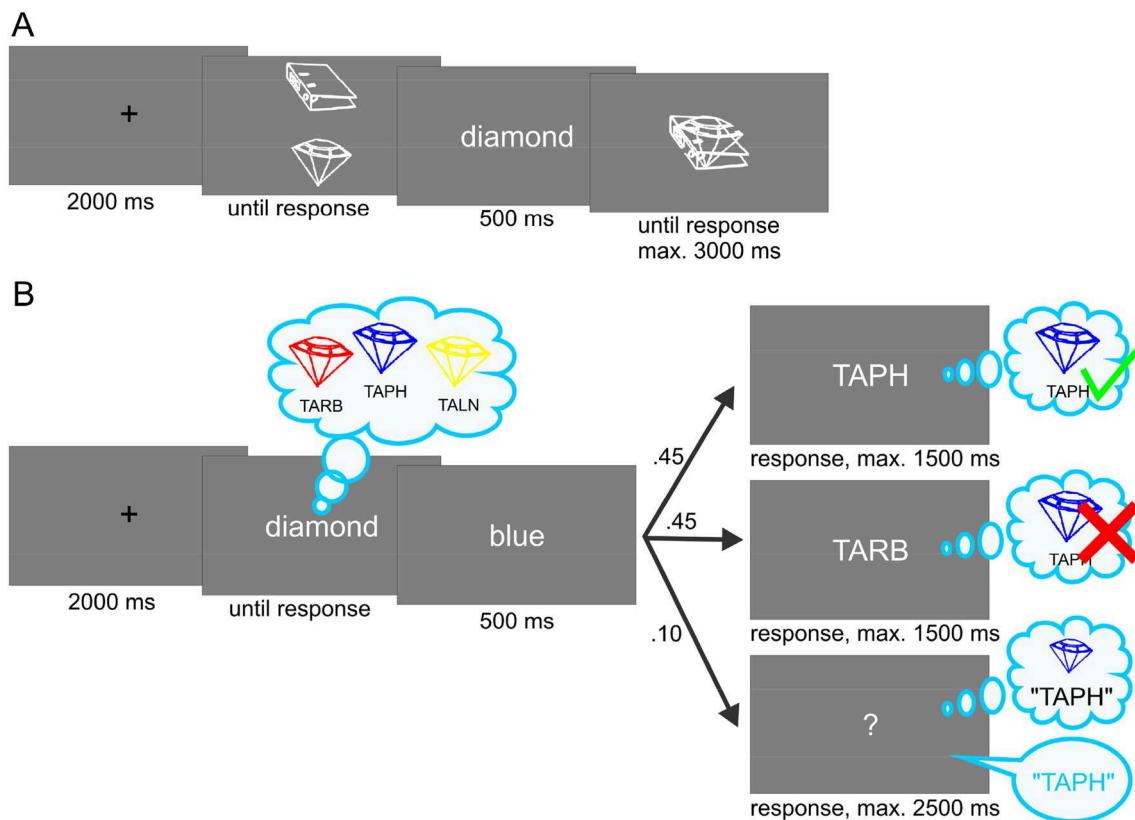 A
+
2000 ms
until response
diamond
500 ms
until response
max. 3000 ms
B
TARB
TAPH
TALN
+
2000 ms
diamond
until response
blue
500 ms
.45
.45
.10
TAPH
response, max. 1500 ms
TAPH
TARB
response, max. 1500 ms
TAPH
?
response, max. 2500 ms
"TAPH"
"TAPH"